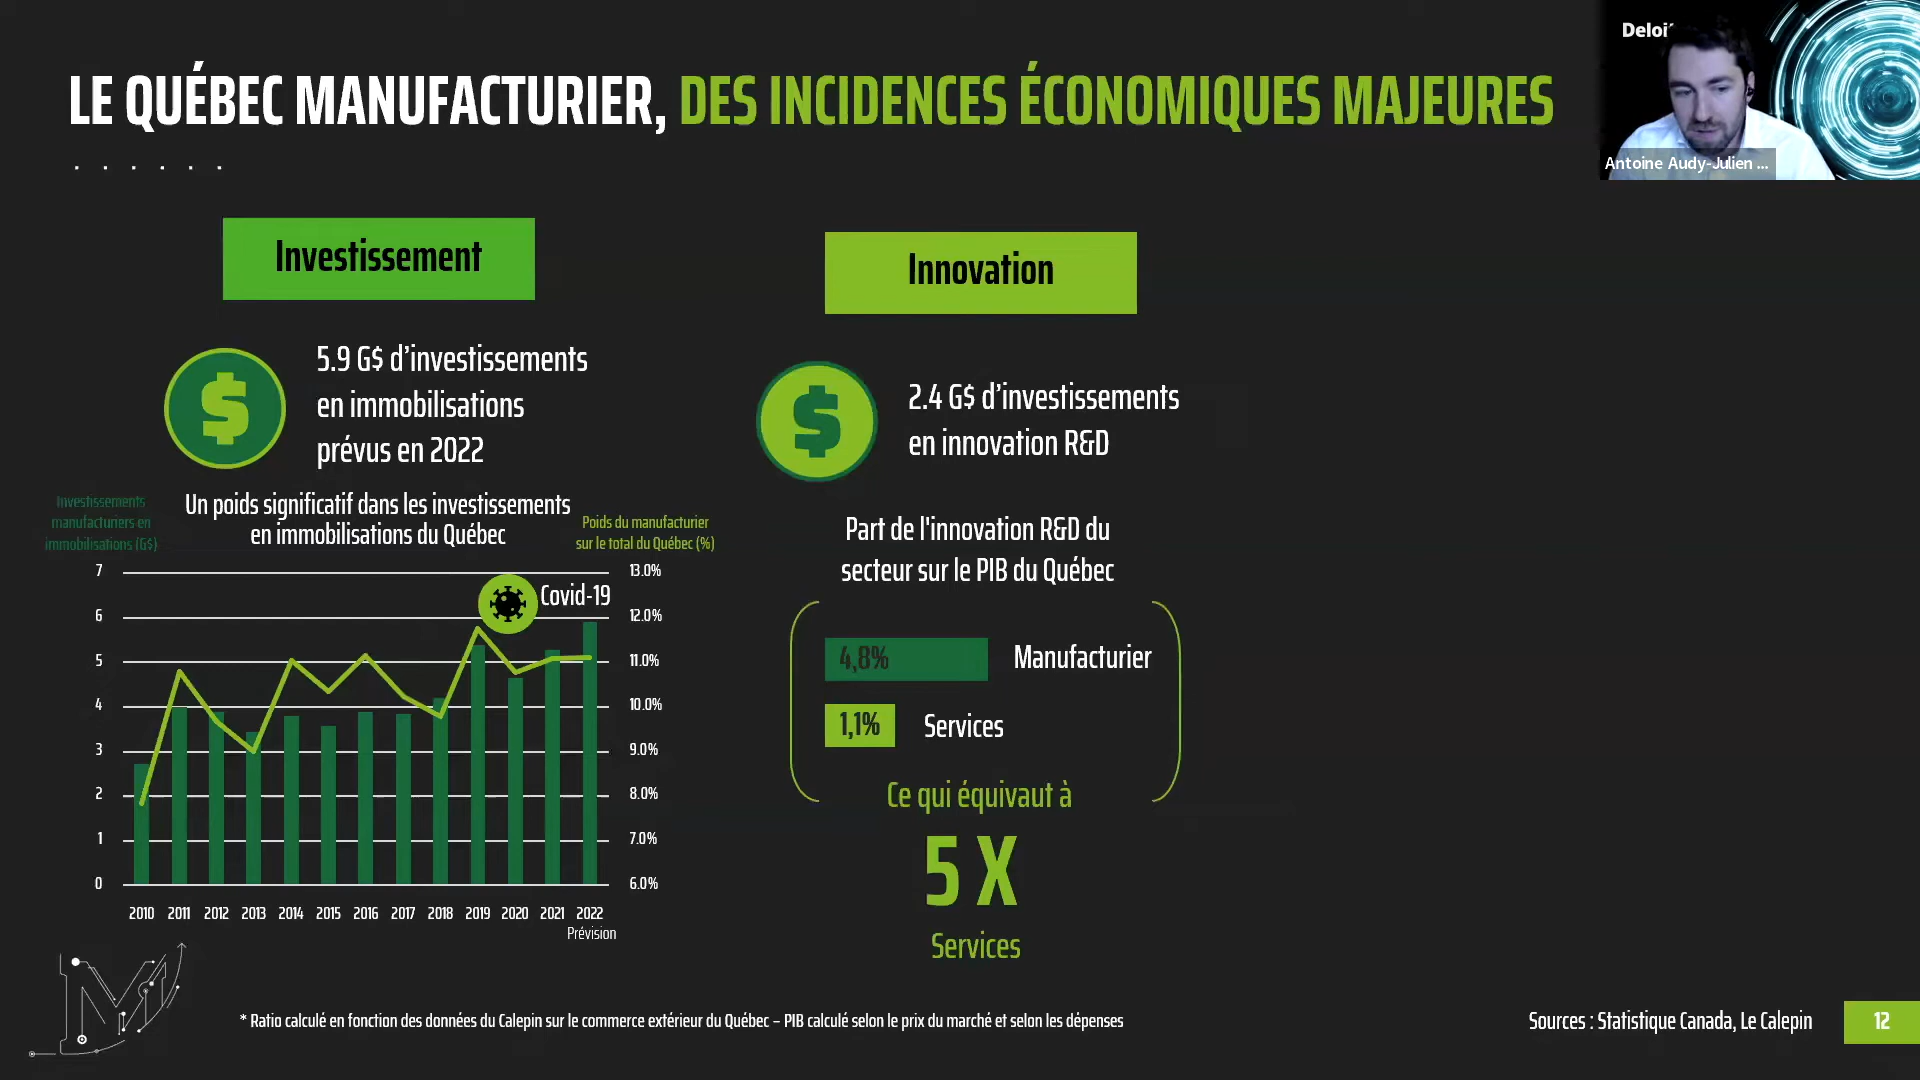 LE QUÉBEC MANUFACTURIER, DES INCIDENCES ÉCONOMIQUES MAJEURES
Antoine Audy-Julien ...
Investissement
5.9 G$ d’investissements
en immobilisations
prévus en 2022
Investissements
manufacturiers en
immobilisations (G$)
Un poids significatif dans les investissements
en immobilisations du Québec
Poids du manufacturier
sur le total du Québec (%)
7
6
5
4
3
2
1
0
Covid-19
13.0%
12.0%
11.0%
10.0%
9.0%
8.0%
7.0%
6.0%
2010 2011 2012 2013 2014 2015 2016 2017 2018 2019 2020 2021 2022
Prévision
Innovation
2.4 G$ d’investissements
en innovation R&D
Part de l'innovation R&D du
secteur sur le PIB du Québec
4,8% Manufacturier
1,1% Services
Ce qui équivaut à
5 X
Services
* Ratio calculé en fonction des données du Calepin sur le commerce extérieur du Québec – PIB calculé selon le prix du marché et selon les dépenses
Sources : Statistique Canada, Le Calepin
12